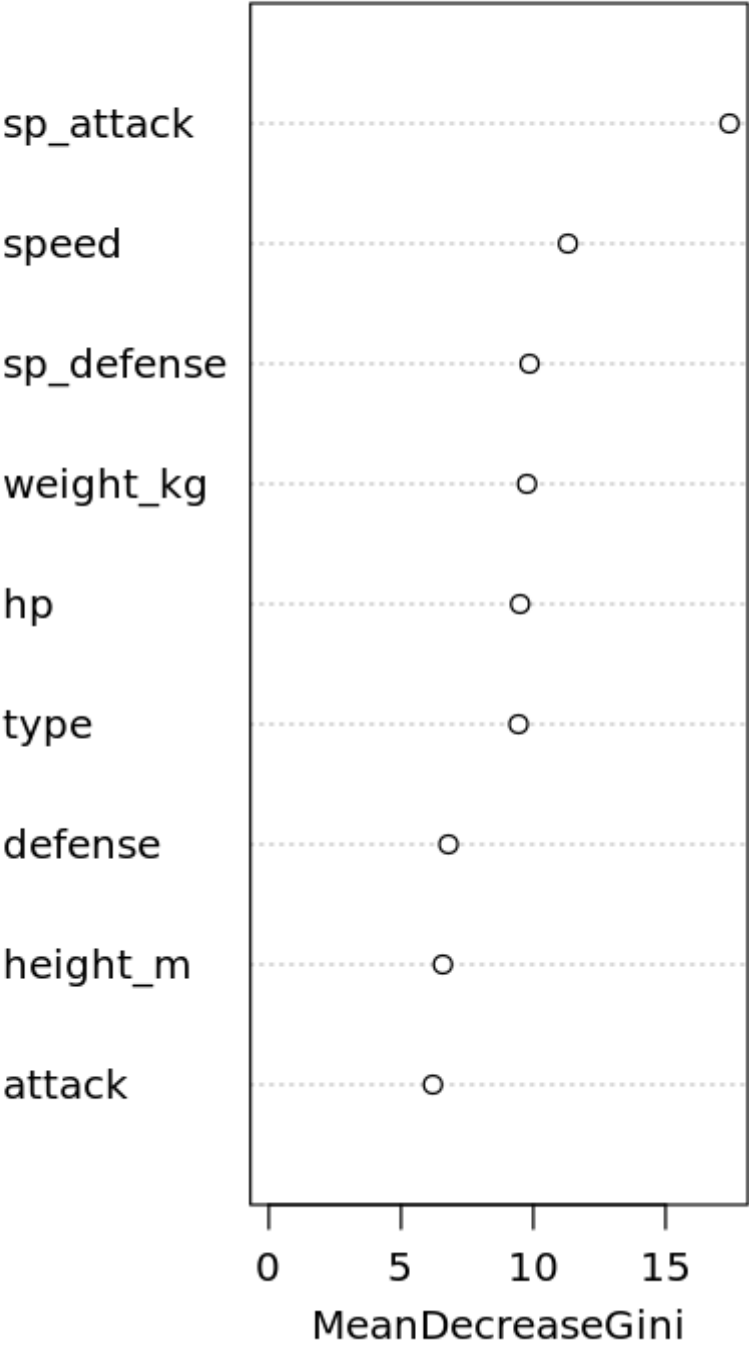 sp_attack
speed
sp_defense
weight_kg
hp
type
defense
height_m
attack
0 5 10 15
MeanDecreaseGini